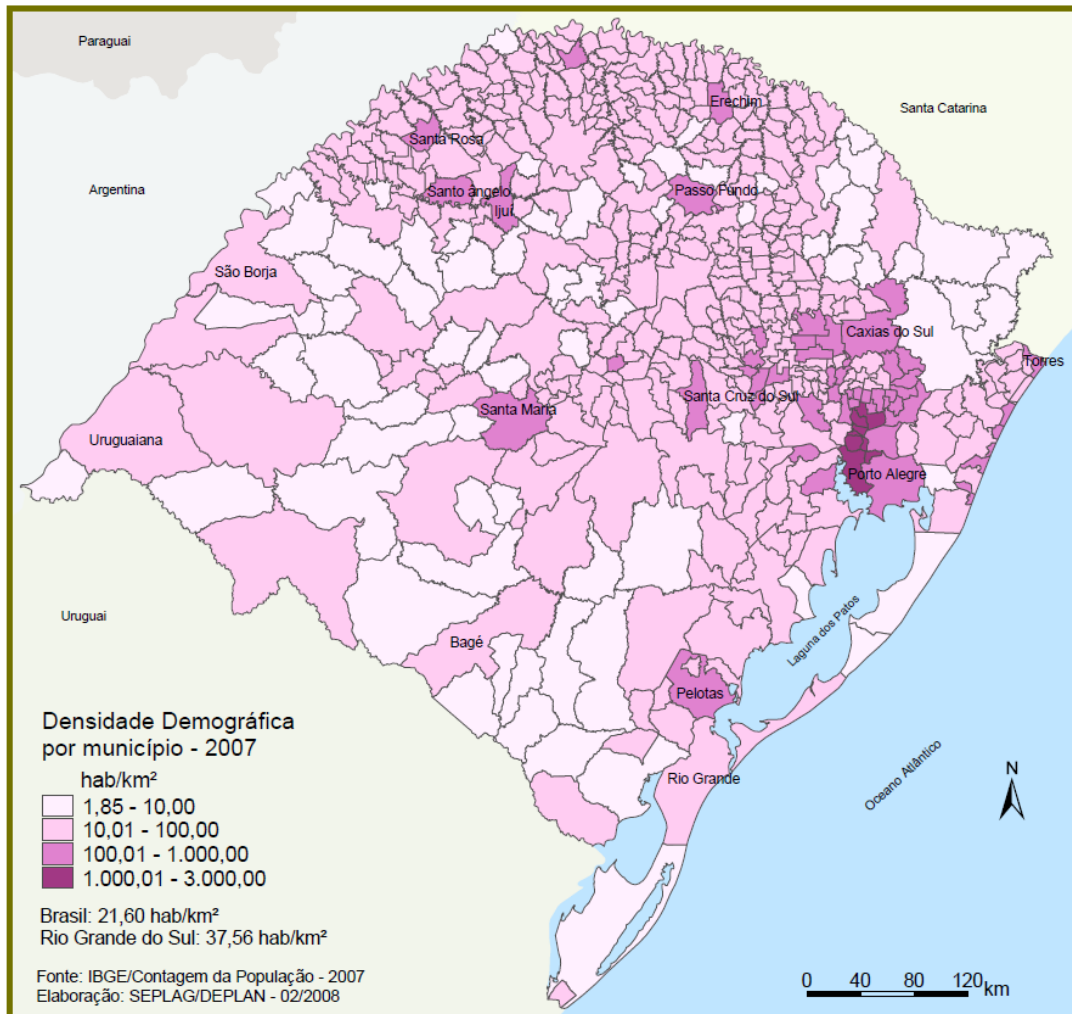 Paraguai
Santa Catarina
Argentina
Erechim
Santa Rosa
Santo ângelo
Ijuí
Passo Fundo
São Borja
Caxias do Sul
Torres
Santa Cruz do Sul
Santa Maria
Uruguaiana
Porto Alegre
Uruguai
Bagé
Laguna dos Patos
Pelotas
Rio Grande
Oceano Atlântico
N
Densidade Demográfica
por município - 2007
hab/km²
1,85 - 10,00
10,01 - 100,00
100,01 - 1.000,00
1.000,01 - 3.000,00
Brasil: 21,60 hab/km²
Rio Grande do Sul: 37,56 hab/km²
Fonte: IBGE/Contagem da População - 2007
Elaboração: SEPLAG/DEPLAN - 02/2008
0 40 80 120 km